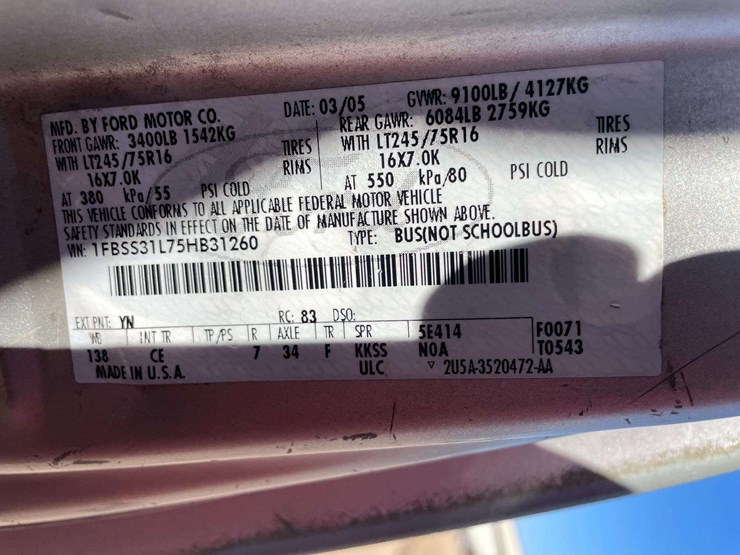 MFD. BY FORD MOTOR CO. DATE: 03/05 GVWR: 9100LB/ 4127KG
FRONT GAWR: 3400LB 1542KG REAR GAWR: 6084LB 2759KG
WITH LT245/75R16 TIRES WITH LT245/75R16 TIRES
16X7.0K RIMS 16X7.0K RIMS
AT 380 kPa/55 PSI COLD AT 550 kPa/80 PSI COLD
THIS VEHICLE CONFORMS TO ALL APPLICABLE FEDERAL MOTOR VEHICLE
SAFETY STANDARDS IN EFFECT ON THE DATE OF MANUFACTURE SHOWN ABOVE.
VIN: 1FBSS31L75HB31260 TYPE: BUS(NOT SCHOOLBUS)
EXT PNT: YN RC: 83 DSO:
WB INT TR TP/PS R AXLE TR SPR 5E414 F0071
138 CE 7 34 F KKSS N0A T0543
MADE IN U.S.A. ULC ▽ 2U5A-3520472-AA